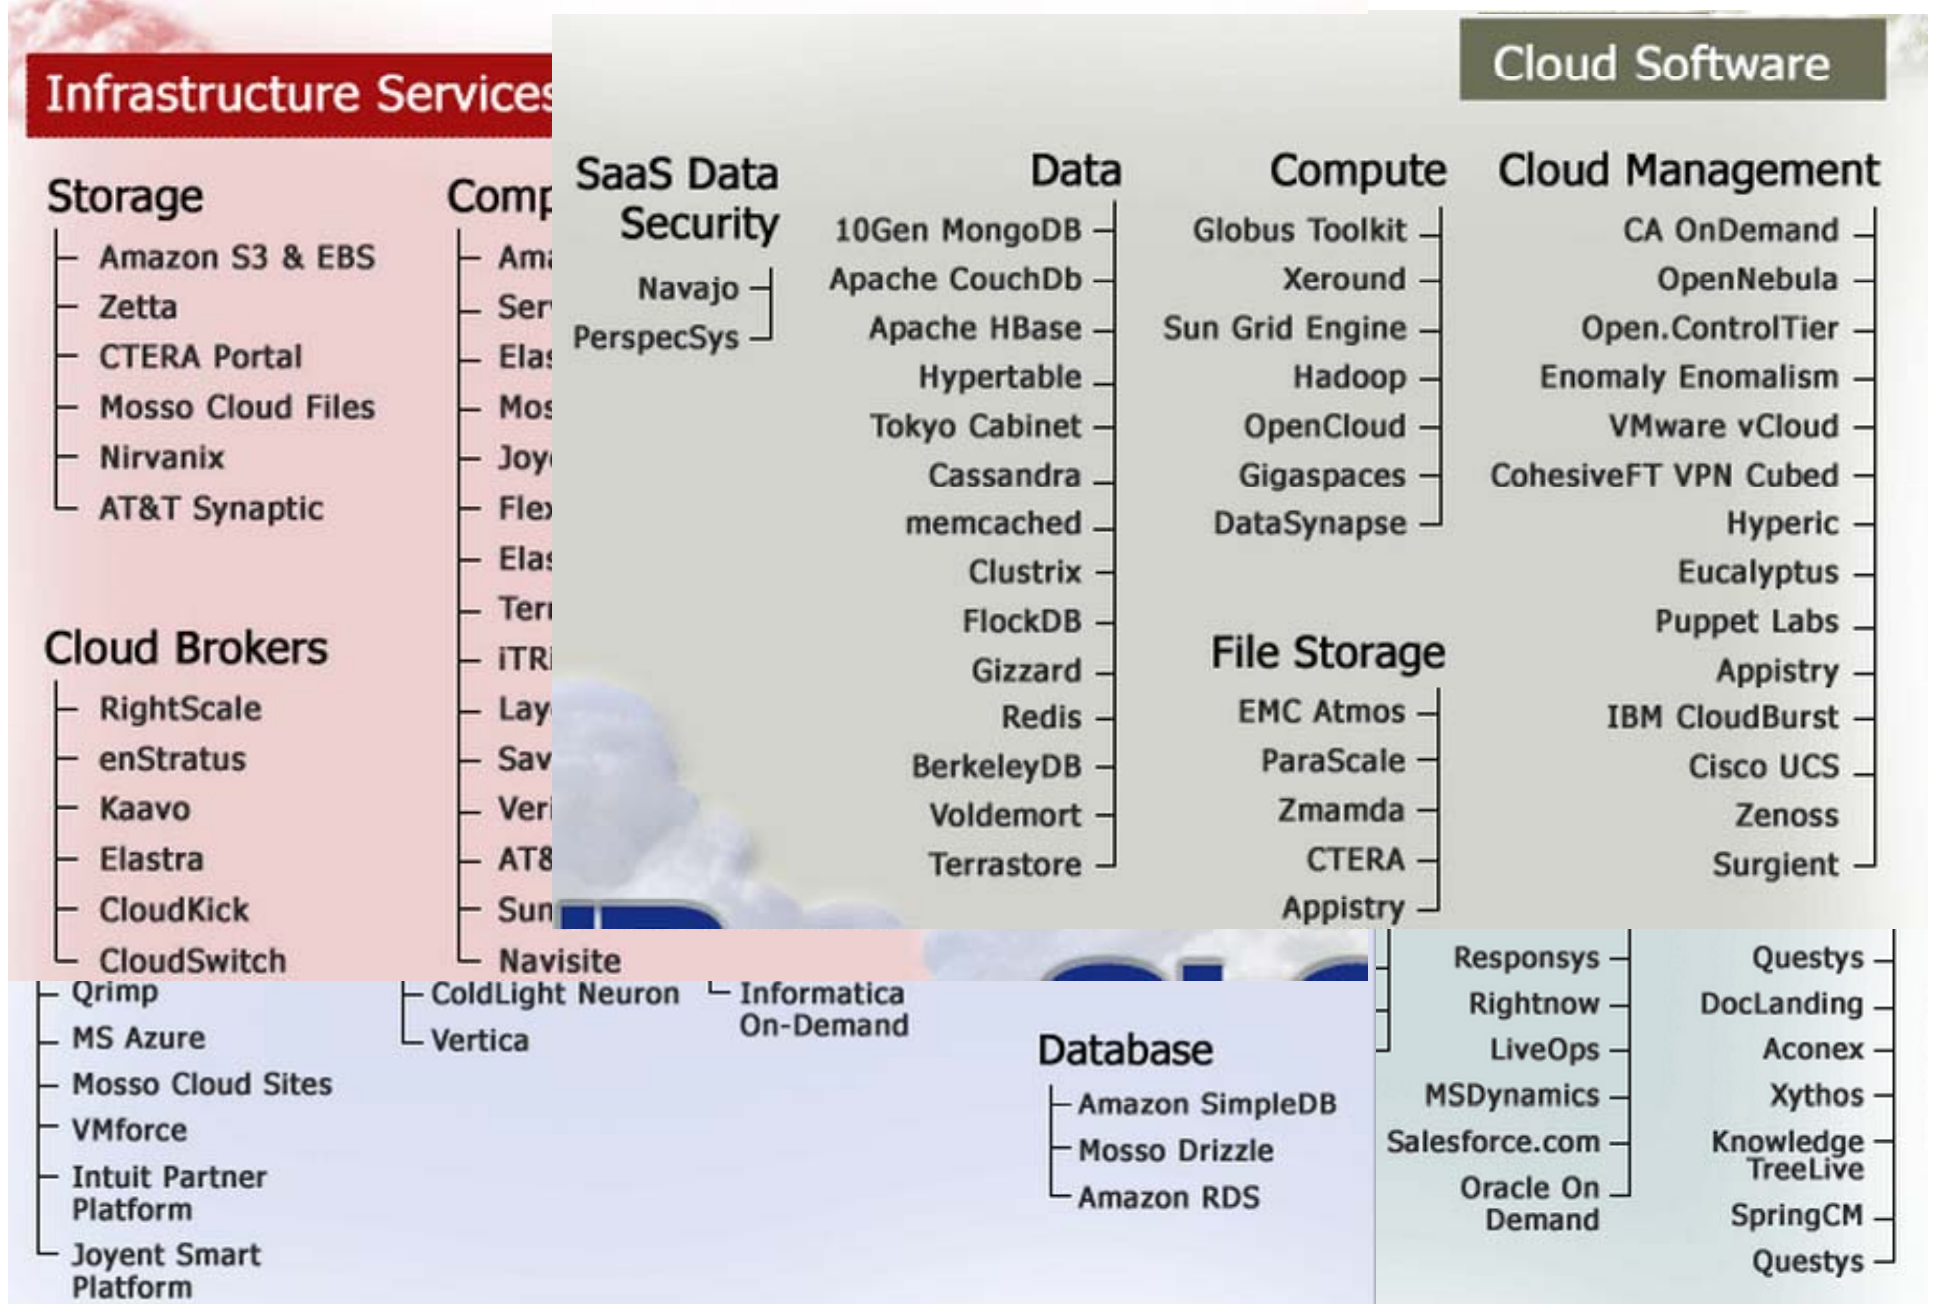 Infrastructure Services
Storage
Amazon S3 & EBS
Zetta
CTERA Portal
Mosso Cloud Files
Nirvanix
AT&T Synaptic
Cloud Brokers
RightScale
enStratus
Kaavo
Elastra
CloudKick
CloudSwitch
Navisite
Cloud Software
SaaS Data
Security
Navajo
PerspecSys
Data
10Gen MongoDB
Apache CouchDb
Apache HBase
Hypertable
Tokyo Cabinet
Cassandra
memcached
Clustrix
FlockDB
Gizzard
Redis
BerkeleyDB
Voldemort
Terrastore
Compute
Globus Toolkit
Xeround
Sun Grid Engine
Hadoop
OpenCloud
Gigaspaces
DataSynapse
File Storage
EMC Atmos
ParaScale
Zmamda
CTERA
Appistry
Cloud Management
CA OnDemand
OpenNebula
Open.ControlTier
Enomaly Enomalism
VMware vCloud
CohesiveFT VPN Cubed
Hyperic
Eucalyptus
Puppet Labs
Appistry
IBM CloudBurst
Cisco UCS
Zenoss
Surgient
Qrimp
MS Azure
Mosso Cloud Sites
VMforce
Intuit Partner
Platform
Joyent Smart
Platform
ColdLight Neuron
Vertica
Informatica
On-Demand
Database
Amazon SimpleDB
Mosso Drizzle
Amazon RDS
Responsys
Rightnow
LiveOps
MSDynamics
Salesforce.com
Oracle On
Demand
Questys
DocLanding
Aconex
Xythos
Knowledge
TreeLive
SpringCM
Questys